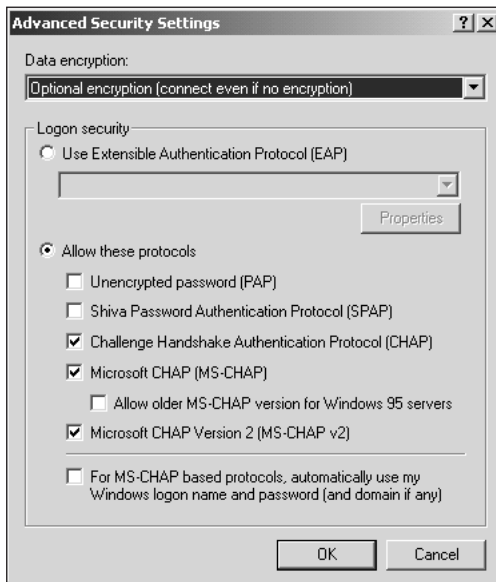 Advanced Security Settings
Data encryption:
Optional encryption (connect even if no encryption)
Logon security
Use Extensible Authentication Protocol (EAP)
Properties
Allow these protocols
Unencrypted password (PAP)
Shiva Password Authentication Protocol (SPAP)
Challenge Handshake Authentication Protocol (CHAP)
Microsoft CHAP (MS-CHAP)
Allow older MS-CHAP version for Windows 95 servers
Microsoft CHAP Version 2 (MS-CHAP v2)
For MS-CHAP based protocols, automatically use my
Windows logon name and password (and domain if any)
OK
Cancel